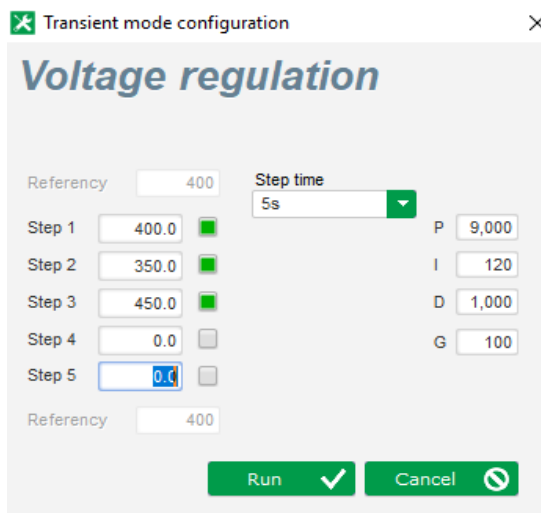 Transient mode configuration
Voltage regulation
Referency 400
Step time
5s
Step 1 400.0
P 9,000
Step 2 350.0
I 120
Step 3 450.0
D 1,000
Step 4 0.0
G 100
Step 5 0.0
Referency 400
Run
Cancel